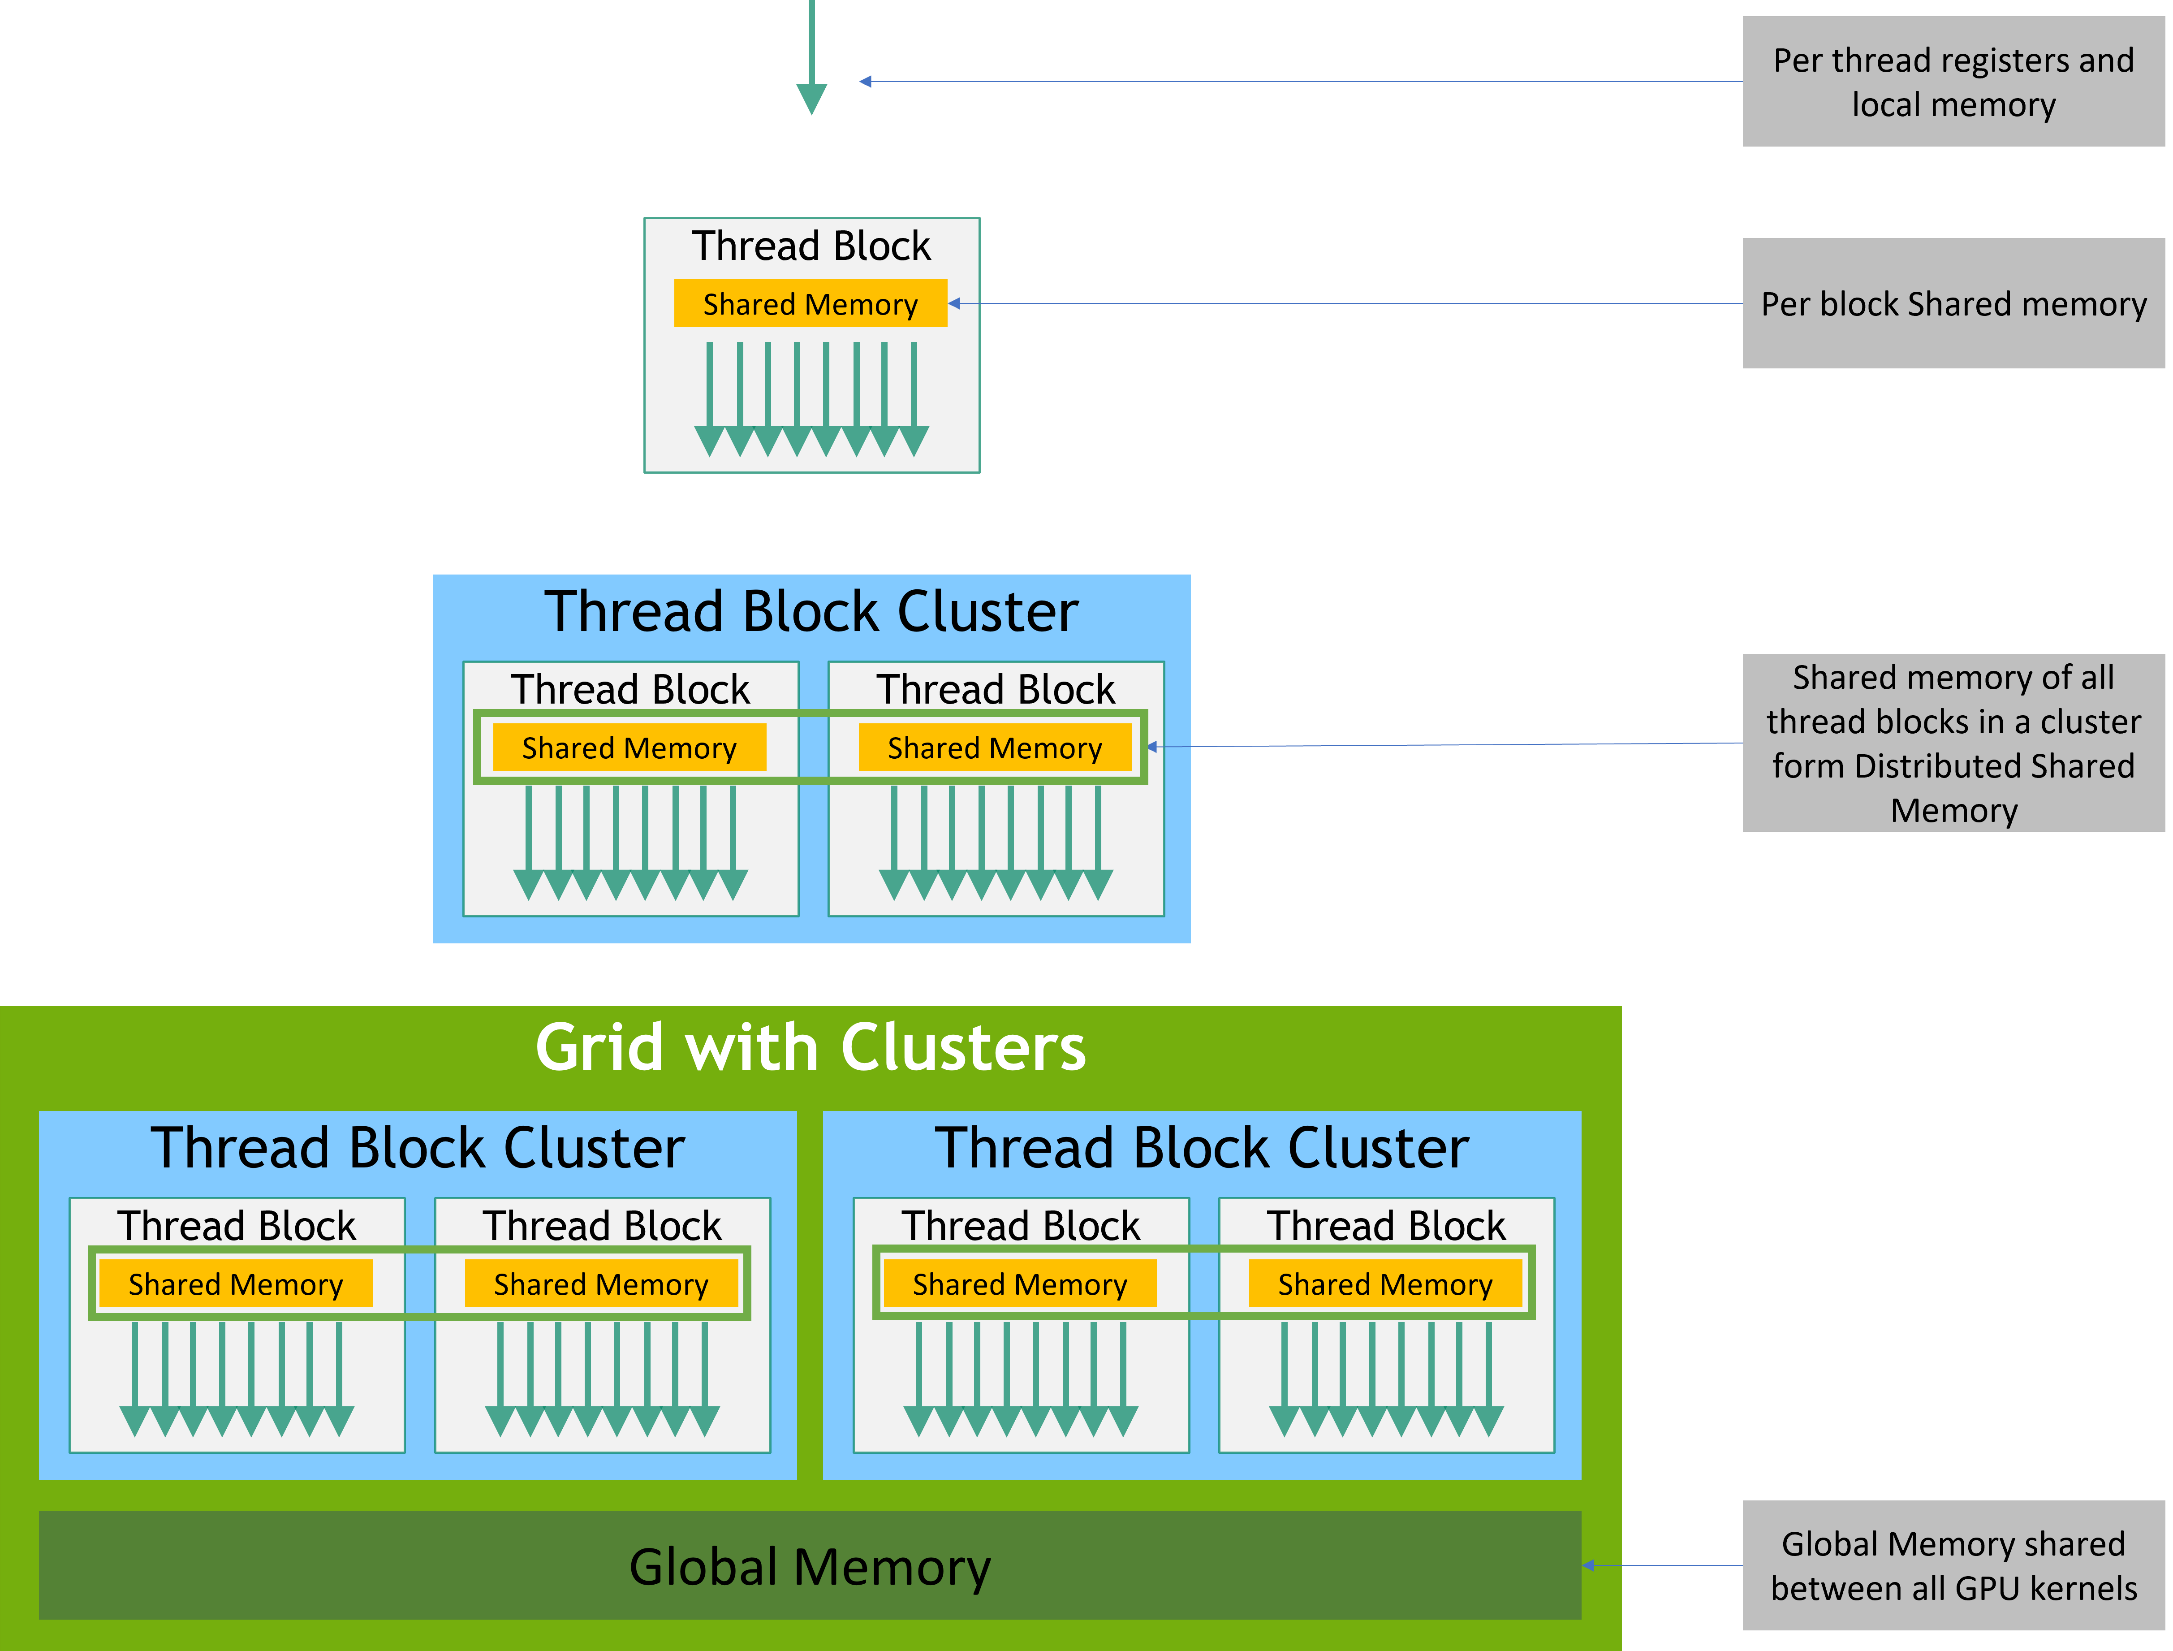 Per thread registers and
local memory
Thread Block
Shared Memory
Per block Shared memory
Thread Block Cluster
Thread Block
Thread Block
Shared Memory
Shared Memory
Shared memory of all
thread blocks in a cluster
form Distributed Shared
Memory
Grid with Clusters
Thread Block Cluster
Thread Block
Thread Block
Shared Memory
Shared Memory
Thread Block Cluster
Thread Block
Thread Block
Shared Memory
Shared Memory
Global Memory
Global Memory shared
between all GPU kernels